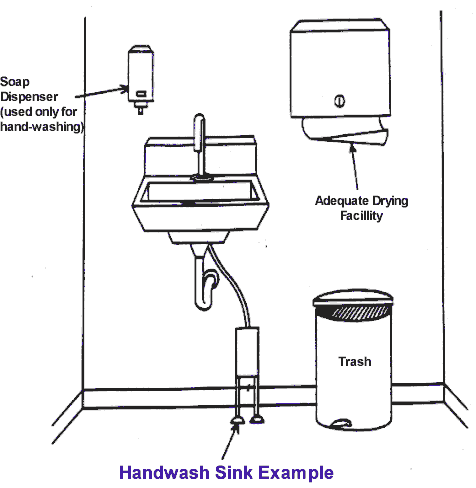 Soap
Dispenser
(used only for
hand-washing)
Adequate Drying
Facillity
Trash
Handwash Sink Example